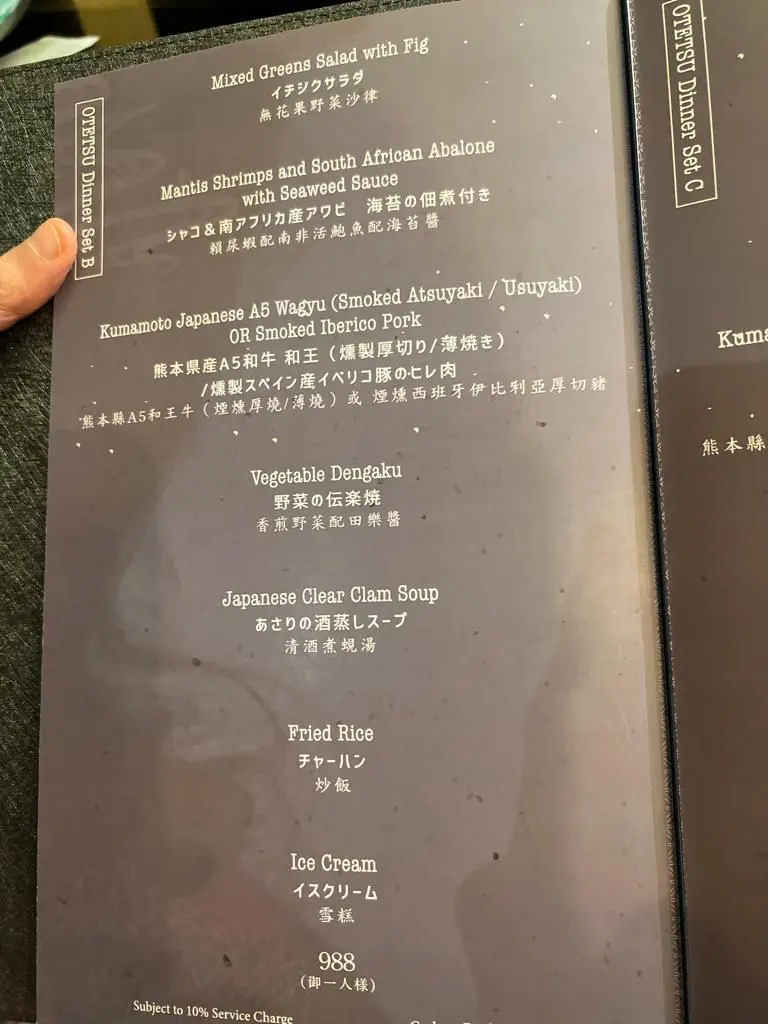 OTETSU Dinner Set B
Mixed Greens Salad with Fig
イチジクサラダ
無花果野菜沙律
Mantis Shrimps and South African Abalone
with Seaweed Sauce
シャコ＆南アフリカ産アワビ　海苔の佃煮付き
賴尿蝦配南非活鮑魚配海苔醬
Kumamoto Japanese A5 Wagyu (Smoked Atsuyaki / Usuyaki)
OR Smoked Iberico Pork
熊本県産A5和牛 和王（燻製厚切り/薄焼き）
/燻製スペイン産イベリコ豚のヒレ肉
熊本縣A5和王牛（煙燻厚燒/薄燒）或 煙燻西班牙伊比利亞厚切豬
Vegetable Dengaku
野菜の伝楽焼
香煎野菜配田樂醬
Japanese Clear Clam Soup
あさりの酒蒸しスープ
清酒煮蜆湯
Fried Rice
チャーハン
炒飯
Ice Cream
イスクリーム
雪糕
988
(御一人様)
Subject to 10% Service Charge
OTETSU Dinner Set C
熊本縣